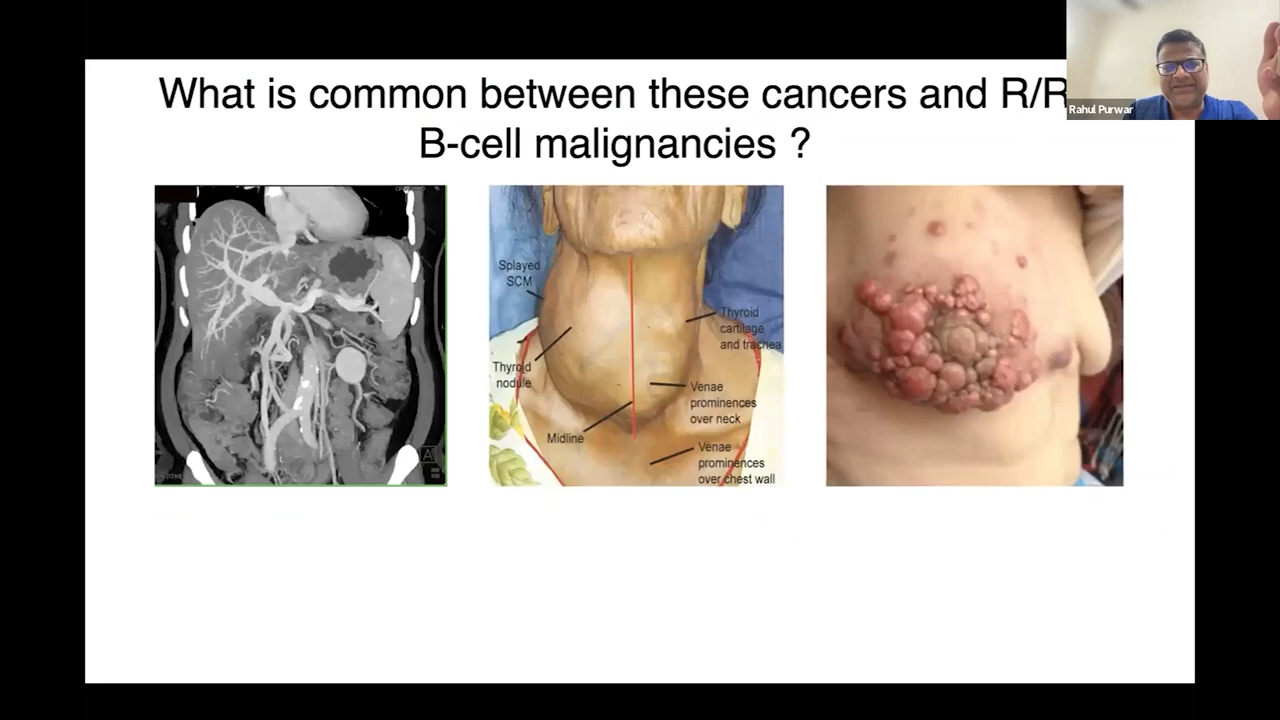 What is common between these cancers and R/R
B-cell malignancies ?
Rahul Purwar
Splayed
SCM
Thyroid
nodule
Midline
Thyroid
cartilage
and trachea
Venae
prominences
over neck
Venae
prominences
over chest wall
A
L